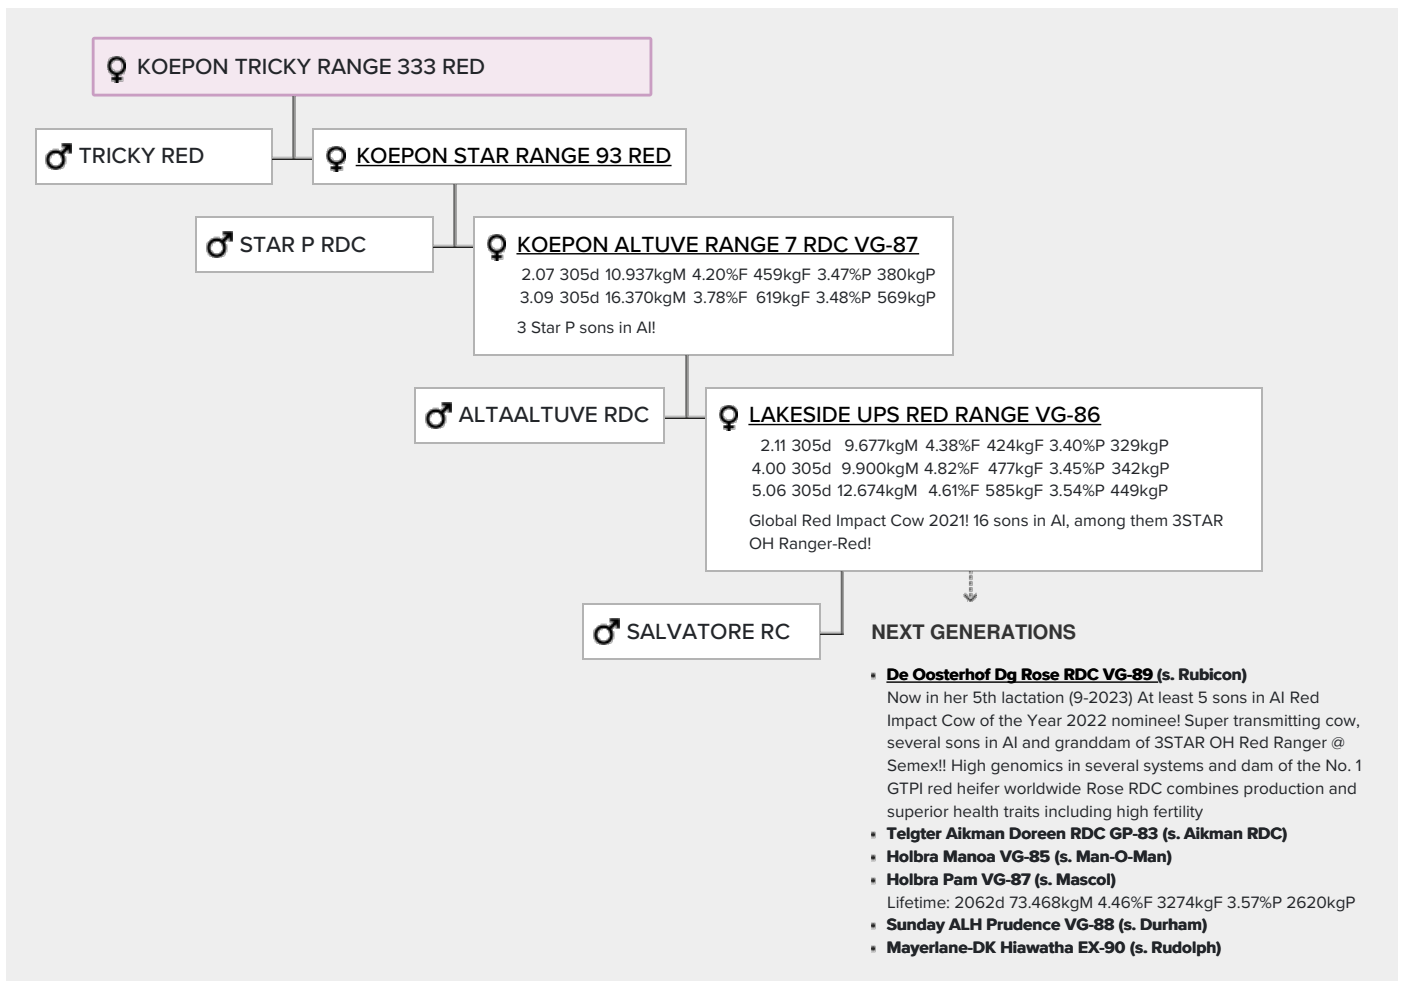 KOEPON TRICKY RANGE 333 RED
TRICKY RED
KOEPON STAR RANGE 93 RED
STAR P RDC
KOEPON ALTUVE RANGE 7 RDC VG-87
2.07 305d 10.937kgM 4.20%F 459kgF 3.47%P 380kgP
3.09 305d 16.370kgM 3.78%F 619kgF 3.48%P 569kgP
3 Star P sons in AI!
ALTAALTUVE RDC
LAKESIDE UPS RED RANGE VG-86
2.11 305d 9.677kgM 4.38%F 424kgF 3.40%P 329kgP
4.00 305d 9.900kgM 4.82%F 477kgF 3.45%P 342kgP
5.06 305d 12.674kgM 4.61%F 585kgF 3.54%P 449kgP
Global Red Impact Cow 2021! 16 sons in AI, among them 3STAR
OH Ranger-Red!
SALVATORE RC
NEXT GENERATIONS
De Oosterhof Dg Rose RDC VG-89 (s. Rubicon)
Now in her 5th lactation (9-2023) At least 5 sons in AI Red
Impact Cow of the Year 2022 nominee! Super transmitting cow,
several sons in AI and granddam of 3STAR OH Red Ranger @
Semex!! High genomics in several systems and dam of the No. 1
GTPI red heifer worldwide Rose RDC combines production and
superior health traits including high fertility
Telgter Aikman Doreen RDC GP-83 (s. Aikman RDC)
Holbra Manoa VG-85 (s. Man-O-Man)
Holbra Pam VG-87 (s. Mascol)
Lifetime: 2062d 73.468kgM 4.46%F 3274kgF 3.57%P 2620kgP
Sunday ALH Prudence VG-88 (s. Durham)
Mayerlane-DK Hiawatha EX-90 (s. Rudolph)